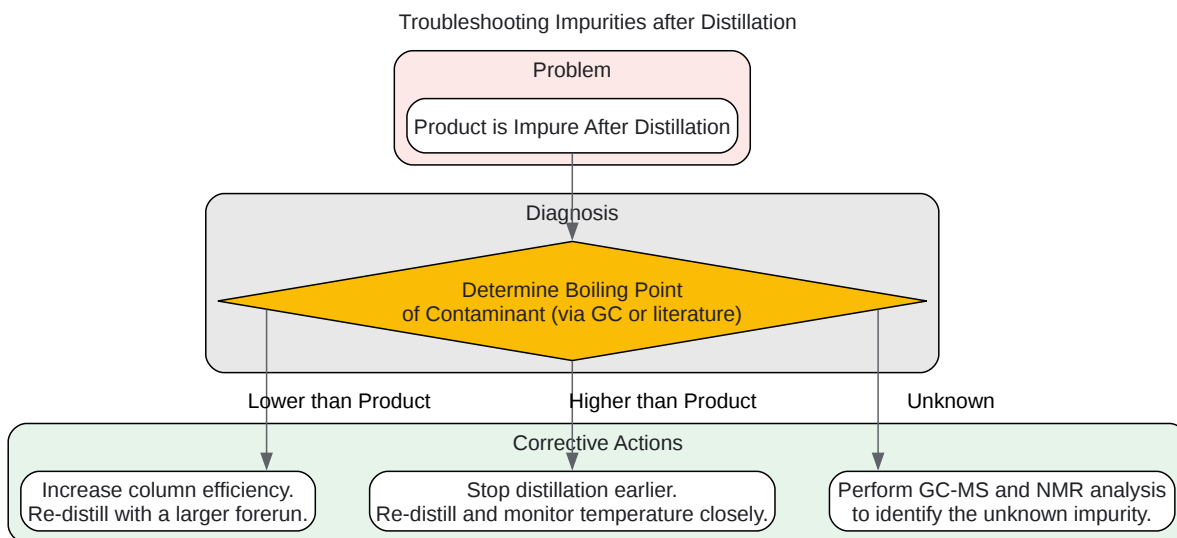 Troubleshooting Impurities after Distillation
Problem
Product is Impure After Distillation
Diagnosis
Determine Boiling Point
of Contaminant (via GC or literature)
Lower than Product
Higher than Product
Unknown
Corrective Actions
Increase column efficiency.
Re-distill with a larger forerun.
Stop distillation earlier.
Re-distill and monitor temperature closely.
Perform GC-MS and NMR analysis
to identify the unknown impurity.